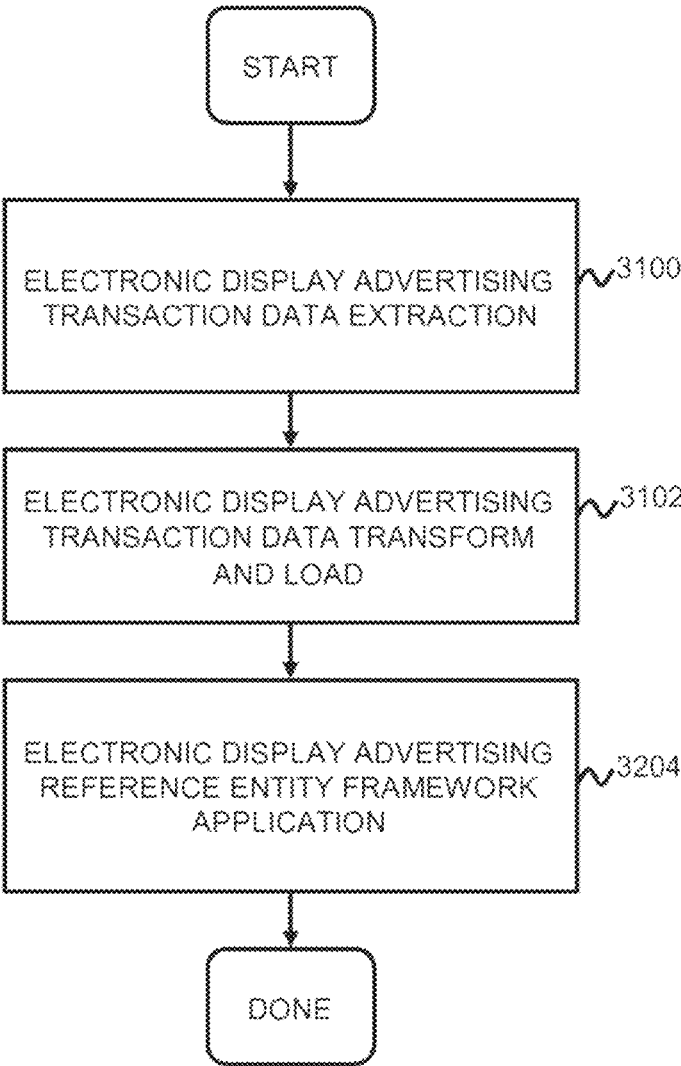 START
ELECTRONIC DISPLAY ADVERTISING
TRANSACTION DATA EXTRACTION
3100
ELECTRONIC DISPLAY ADVERTISING
TRANSACTION DATA TRANSFORM
AND LOAD
3102
ELECTRONIC DISPLAY ADVERTISING
REFERENCE ENTITY FRAMEWORK
APPLICATION
3204
DONE